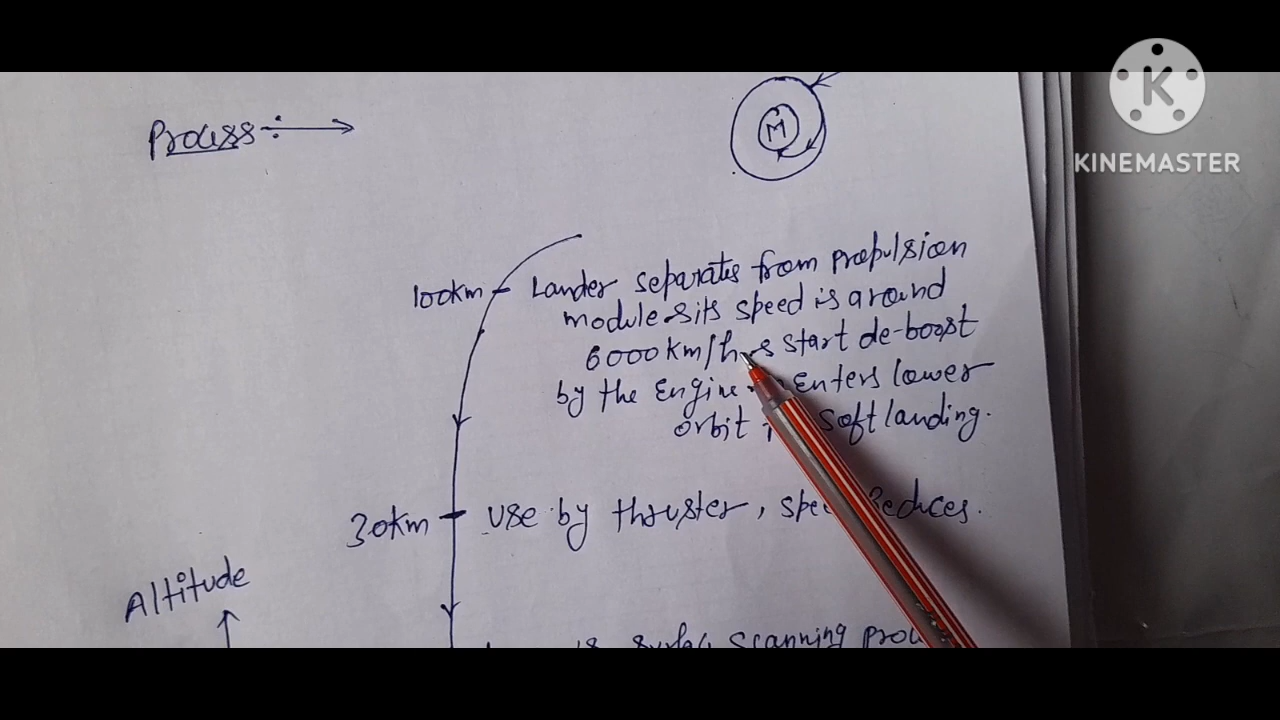 Process ÷
M
KINEMASTER
100km Lander separates from propulsion
module & its speed is around
6000 km/h & start de-boost
by the Engine Enters lower
orbit soft landing.
30km use by thruster, reduces.
Altitude
scanning